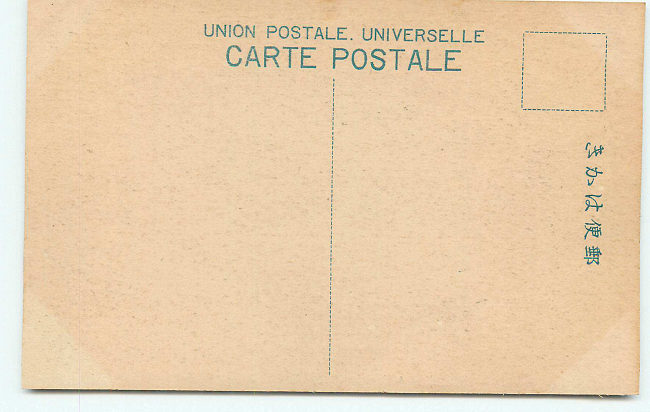 UNION POSTALE. UNIVERSELLE
CARTE POSTALE
郵便はかき